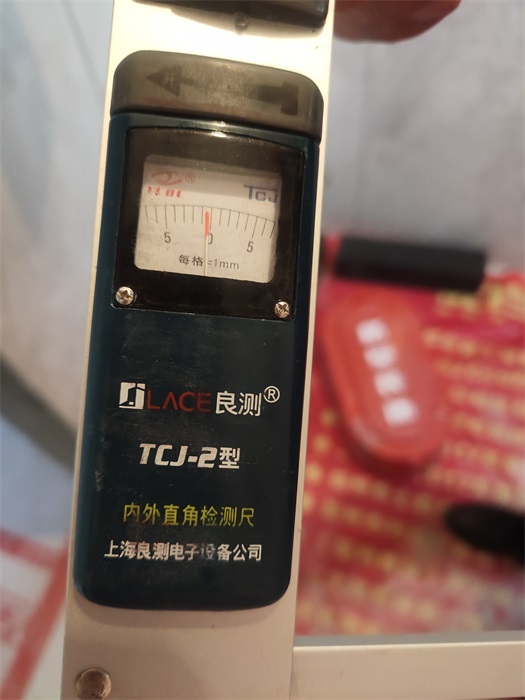 TCJ
5 0 5
每格=1mm
LACE良测®
TCJ-2型
内外直角检测尺
上海良测电子设备公司